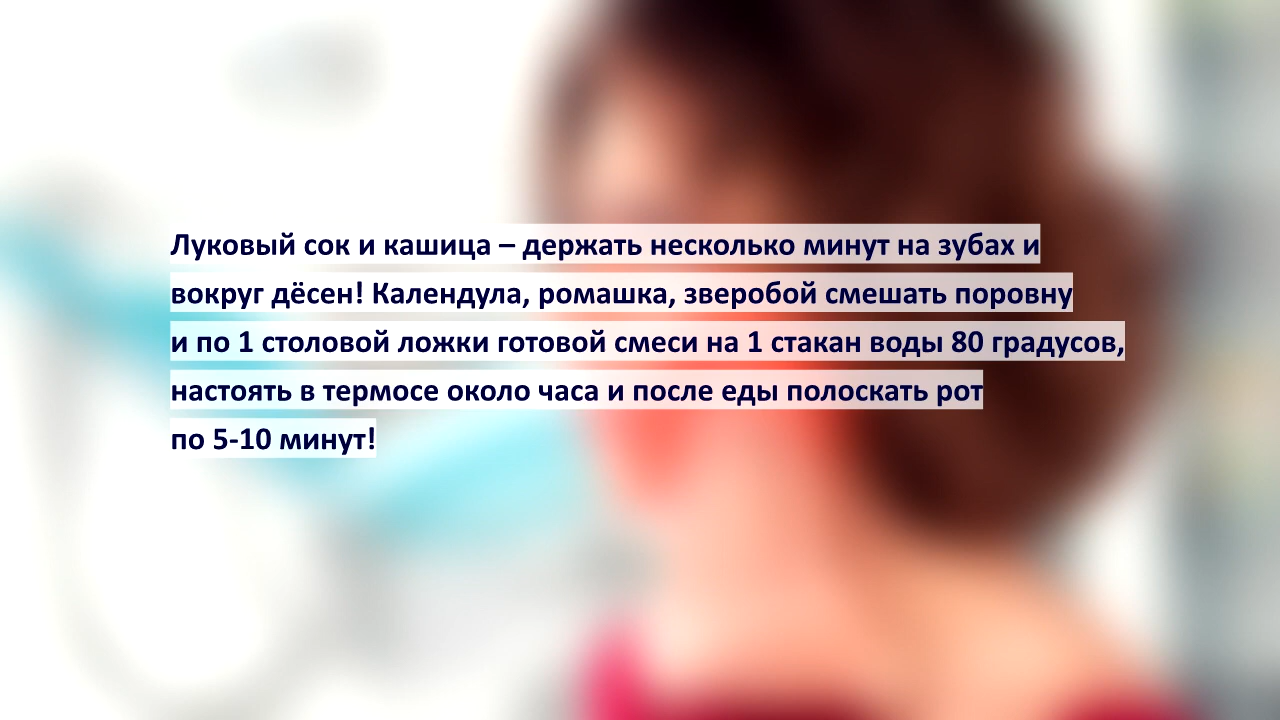 Луковый сок и кашица – держать несколько минут на зубах и
вокруг дёсен! Календула, ромашка, зверобой смешать поровну
и по 1 столовой ложки готовой смеси на 1 стакан воды 80 градусов,
настоять в термосе около часа и после еды полоскать рот
по 5-10 минут!